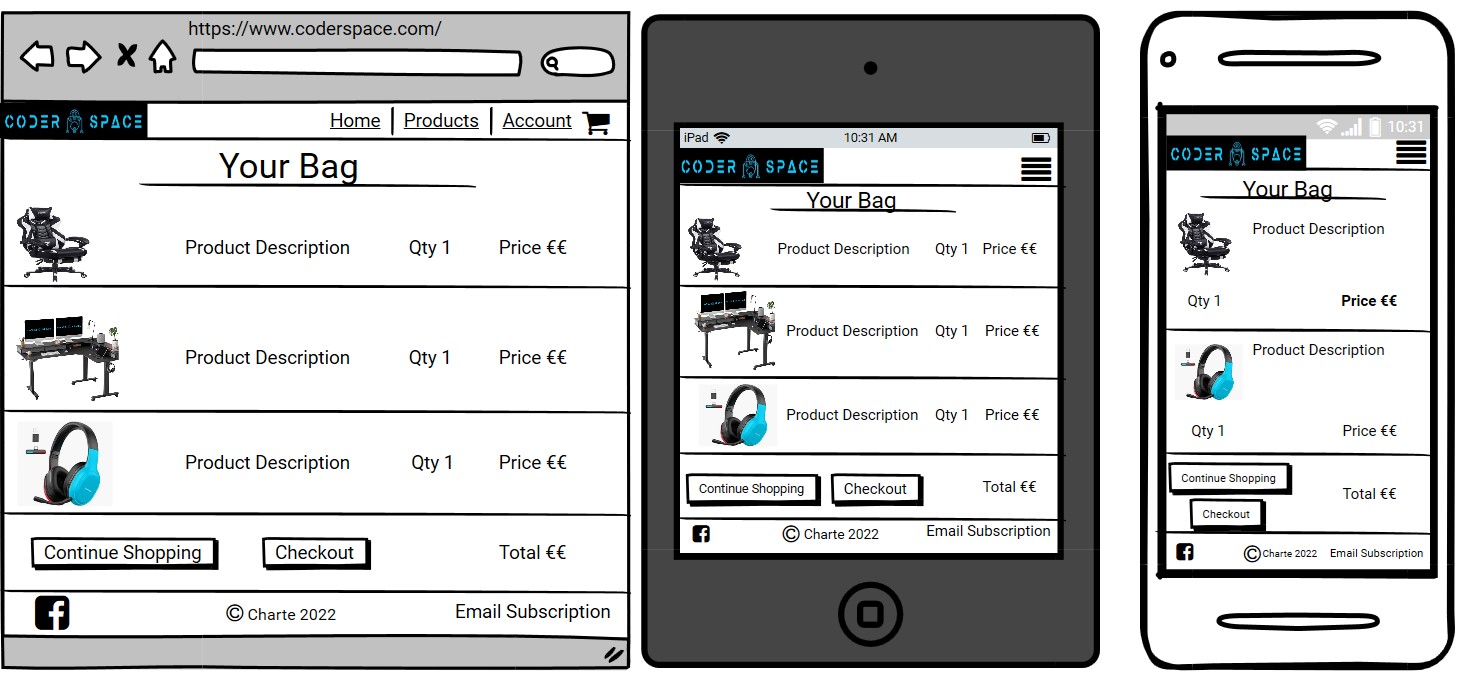 https://www.coderspace.com/
CODER SPACE
Home Products Account
Your Bag
Product Description Qty 1 Price €€
Product Description Qty 1 Price €€
Product Description Qty 1 Price €€
Continue Shopping Checkout Total €€
© Charte 2022 Email Subscription
iPad 10:31 AM
CODER SPACE
Your Bag
Product Description Qty 1 Price €€
Product Description Qty 1 Price €€
Product Description Qty 1 Price €€
Continue Shopping Checkout Total €€
© Charte 2022 Email Subscription
10:31
CODER SPACE
Your Bag
Product Description
Qty 1 Price €€
Product Description
Qty 1 Price €€
Continue Shopping
Total €€
Checkout
© Charte 2022 Email Subscription